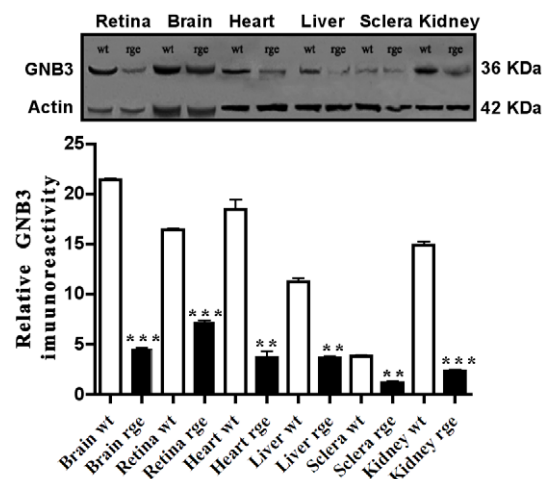 Retina Brain Heart Liver Sclera Kidney
wt rge wt rge wt rge wt rge wt rge wt rge
GNB3 36 KDa
Actin 42 KDa
Relative GNB3
imuunoreactivity
25
20
15
10
5
0
*** *** ** ** ** ***
Brain wt
Brain rge
Retina wt
Retina rge
Heart wt
Heart rge
Liver wt
Liver rge
Sclera wt
Sclera rge
Kidney wt
Kidney rge